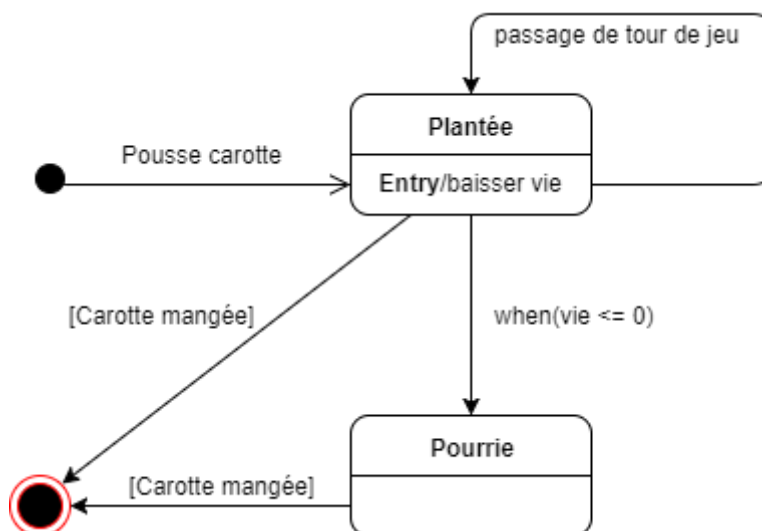 passage de tour de jeu
Plantée
Pousse carotte
Entry/baisser vie
[Carotte mangée]
when(vie <= 0)
Pourrie
[Carotte mangée]